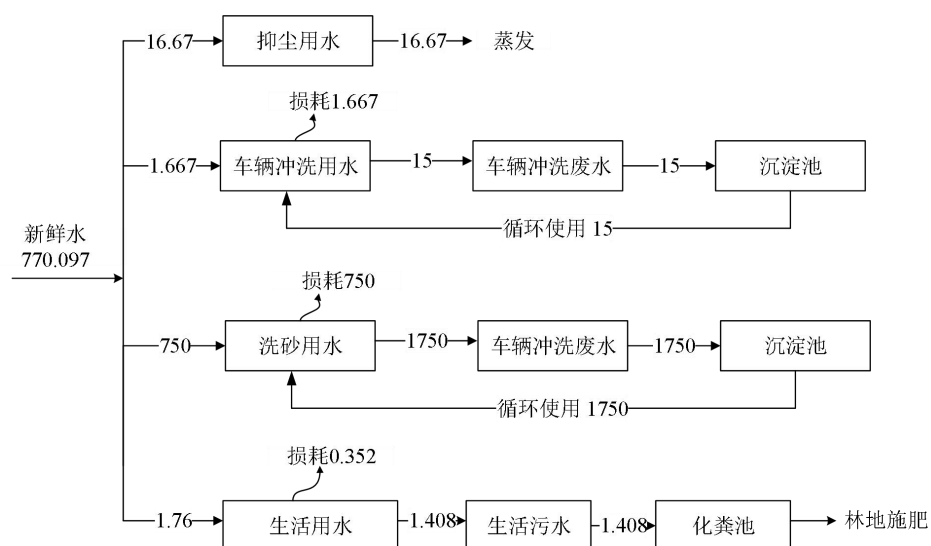 16.67
抑尘用水
16.67
蒸发
损耗1.667
1.667
车辆冲洗用水
15
车辆冲洗废水
15
沉淀池
循环使用 15
新鲜水
770.097
损耗750
750
洗砂用水
1750
车辆冲洗废水
1750
沉淀池
循环使用 1750
损耗0.352
1.76
生活用水
1.408
生活污水
1.408
化粪池
林地施肥